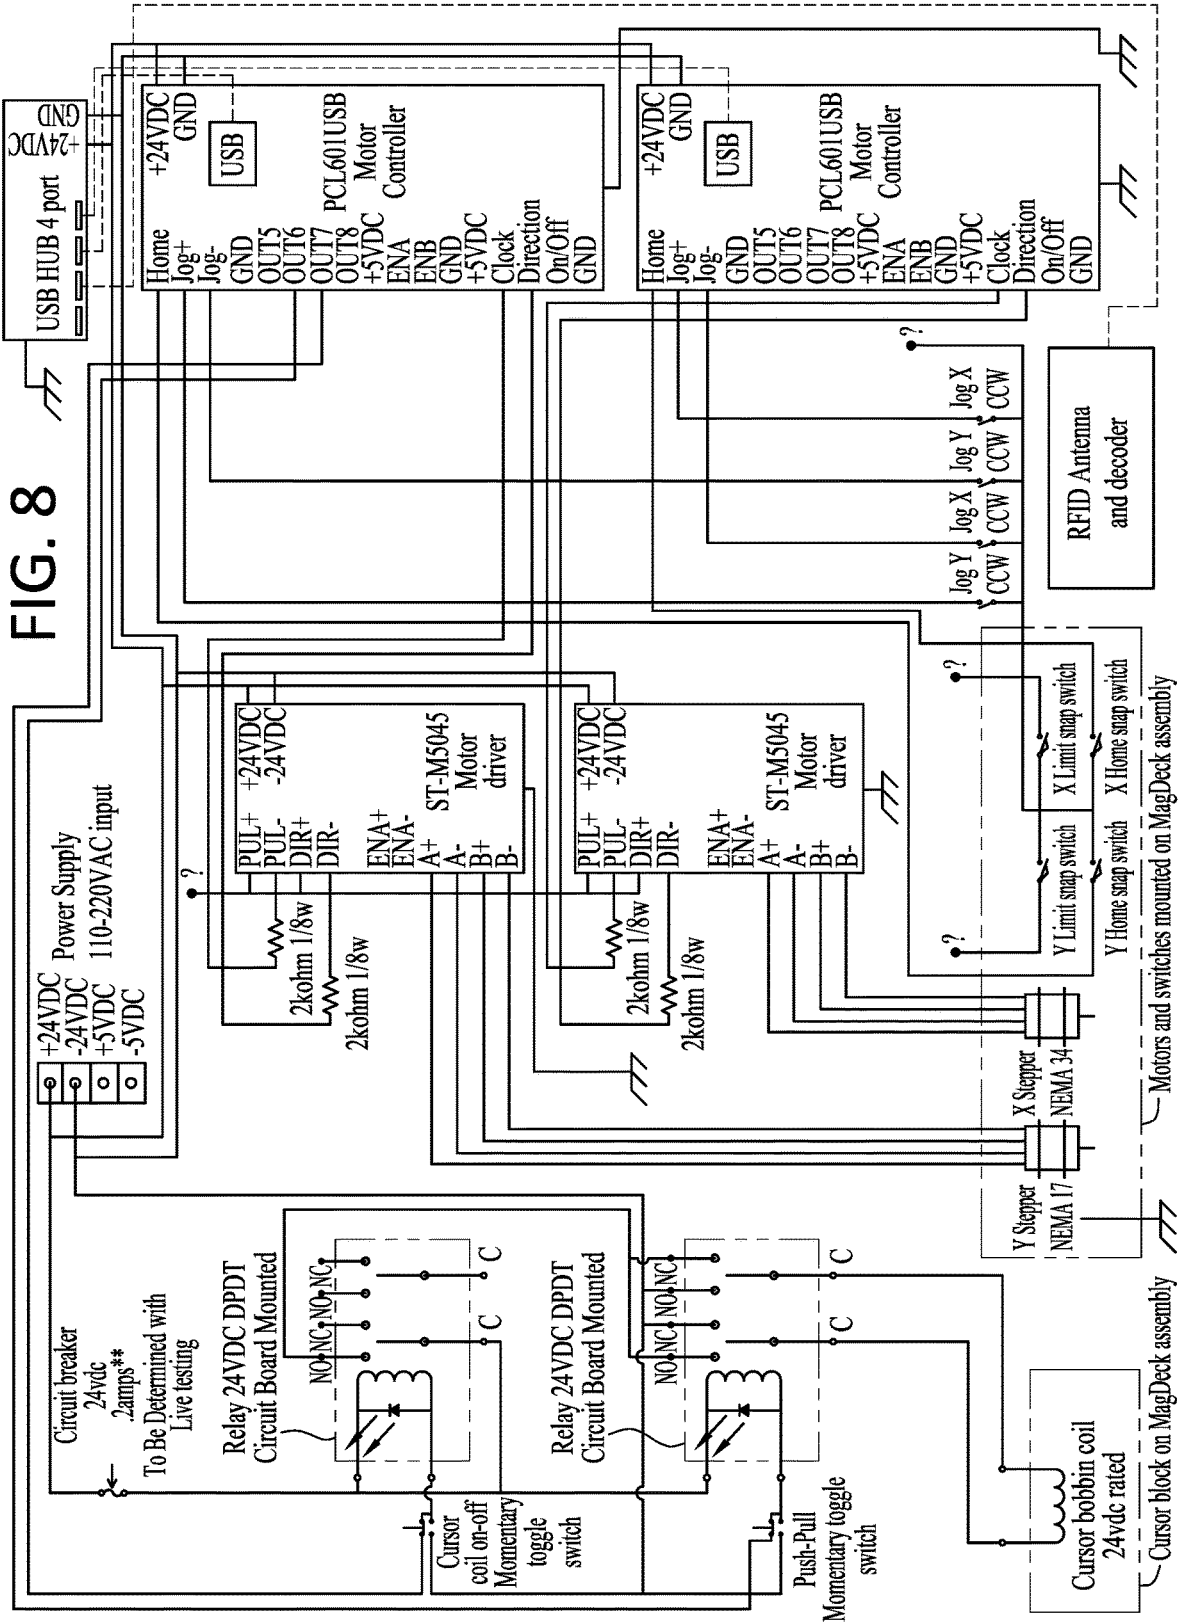 FIG. 8
Circuit breaker
24vdc
.2amps**
To Be Determined with
Live testing
+24VDC
-24VDC
+5VDC
-5VDC
Power Supply
110-220VAC input
USB HUB 4 port
+24VDC
GND
Relay 24VDC DPDT
Circuit Board Mounted
NO
NC
NO
NC
C
C
Cursor
coil on-off
Momentary
toggle
switch
Relay 24VDC DPDT
Circuit Board Mounted
NO
NC
NO
NC
C
C
Push-Pull
Momentary toggle
switch
Cursor bobbin coil
24vdc rated
Cursor block on MagDeck assembly
?
PUL+
PUL-
DIR+
DIR-
ENA+
ENA-
A+
A-
B+
B-
+24VDC
-24VDC
ST-M5045
Motor
driver
2kohm 1/8w
2kohm 1/8w
PUL+
PUL-
DIR+
DIR-
ENA+
ENA-
A+
A-
B+
B-
+24VDC
-24VDC
ST-M5045
Motor
driver
2kohm 1/8w
2kohm 1/8w
Home
Jog+
Jog-
GND
OUT5
OUT6
OUT7
OUT8
+5VDC
ENA
ENB
GND
+5VDC
Clock
Direction
On/Off
GND
+24VDC
GND
USB
PCL601USB
Motor
Controller
Home
Jog+
Jog-
GND
OUT5
OUT6
OUT7
OUT8
+5VDC
ENA
ENB
GND
+5VDC
Clock
Direction
On/Off
GND
+24VDC
GND
USB
PCL601USB
Motor
Controller
?
Jog Y
CCW
Jog X
CCW
Jog Y
CCW
Jog X
CCW
RFID Antenna
and decoder
Y Stepper
NEMA 17
X Stepper
NEMA 34
?
Y Limit snap switch
Y Home snap switch
?
X Limit snap switch
X Home snap switch
Motors and switches mounted on MagDeck assembly